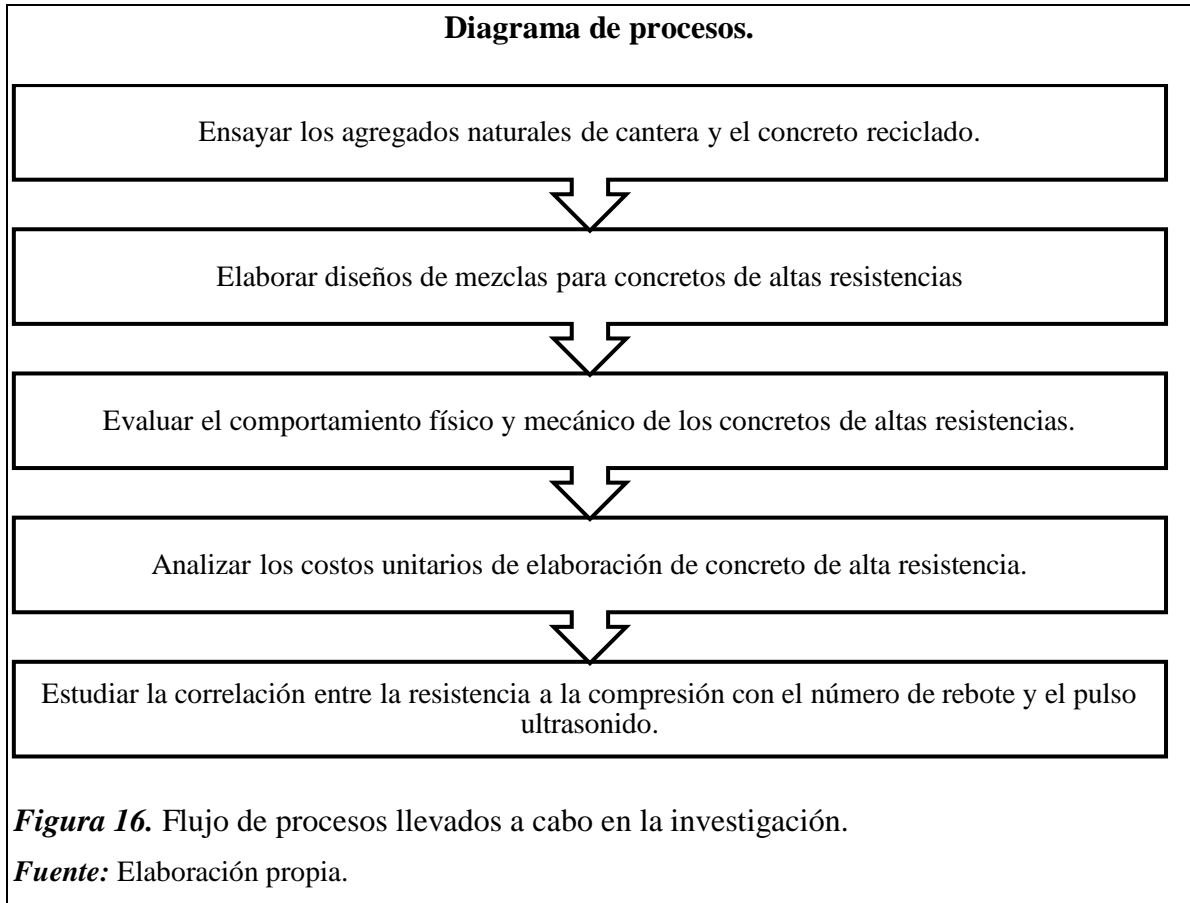 Diagrama de procesos.
Ensayar los agregados naturales de cantera y el concreto reciclado.
Elaborar diseños de mezclas para concretos de altas resistencias
Evaluar el comportamiento físico y mecánico de los concretos de altas resistencias.
Analizar los costos unitarios de elaboración de concreto de alta resistencia.
Estudiar la correlación entre la resistencia a la compresión con el número de rebote y el pulso
ultrasonido.
Figura 16. Flujo de procesos llevados a cabo en la investigación.
Fuente: Elaboración propia.